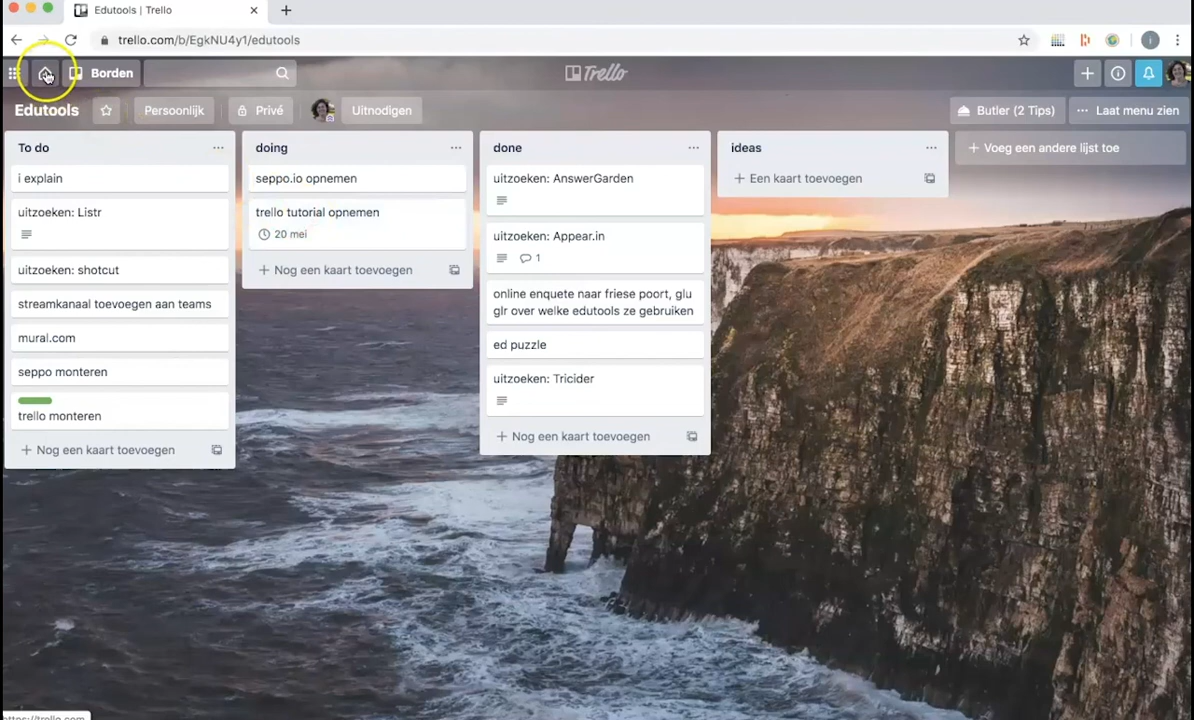 Edutools | Trello
trello.com/b/EgkNU4y1/edutools
Borden
Trello
Edutools
Persoonlijk
Privé
Uitnodigen
Butler (2 Tips)
Laat menu zien
To do
i explain
uitzoeken: Listr
uitzoeken: shotcut
streamkanaal toevoegen aan teams
mural.com
seppo monteren
trello monteren
Nog een kaart toevoegen
doing
seppo.io opnemen
trello tutorial opnemen
20 mei
Nog een kaart toevoegen
done
uitzoeken: AnswerGarden
uitzoeken: Appear.in
1
online enquete naar friese poort, glu
glr over welke edutools ze gebruiken
ed puzzle
uitzoeken: Tricider
Nog een kaart toevoegen
ideas
Een kaart toevoegen
Voeg een andere lijst toe